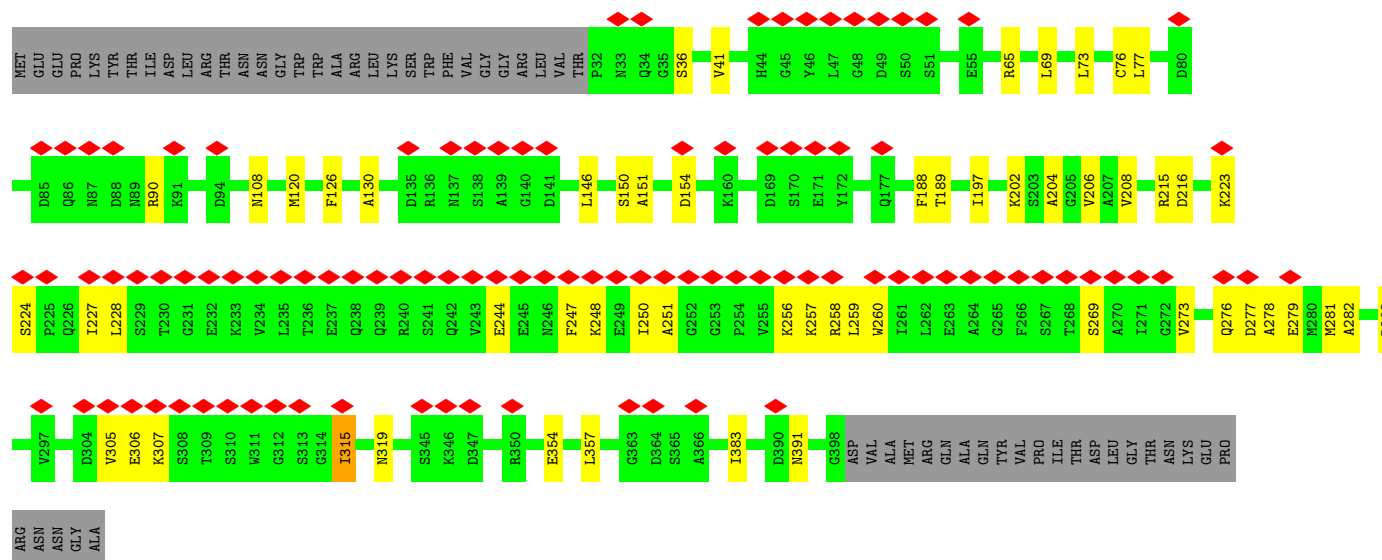 MET GLU GLU PRO LYS TYR THR ILE ASP LEU ARG THR ASN ASN GLY TRP TRP ALA ARG LEU LYS SER TRP PHE VAL GLY GLY ARG LEU VAL THR P32 N33 Q34 G35 S36 V41 H44 G45 Y46 L47 G48 D49 S50 S51 E55 R65 L69 L73 C76 L77 D80
D85 Q86 N87 D88 N89 R90 K91 D94 N108 M120 F126 A130 D135 R136 N137 S138 A139 G140 D141 L146 S150 A151 D154 K160 D169 S170 E171 Y172 Q177 F188 T189 I197 K202 S203 A204 G205 V206 A207 V208 R215 D216 K223
S224 P225 Q226 I227 L228 S229 T230 G231 E232 K233 V234 L235 T236 E237 Q238 Q239 R240 S241 Q242 V243 E244 E245 N246 F247 K248 E249 I250 A251 G252 G253 P254 V255 K256 K257 R258 L259 W260 I261 L262 E263 A264 G265 F266 S267 T268 S269 A270 I271 G272 V273 Q276 D277 A278 E279 M280 M281 A282
V297 D304 V305 E306 K307 S308 T309 S310 W311 G312 S313 G314 I315 N319 S345 K346 D347 R350 E354 L357 G363 D364 S365 A366 I383 D390 N391 G398 ASP VAL ALA MET ARG GLN ALA GLN TYR VAL PRO ILE THR ASP LEU GLY THR ASN LYS GLU PRO
ARG ASN ASN GLY ALA